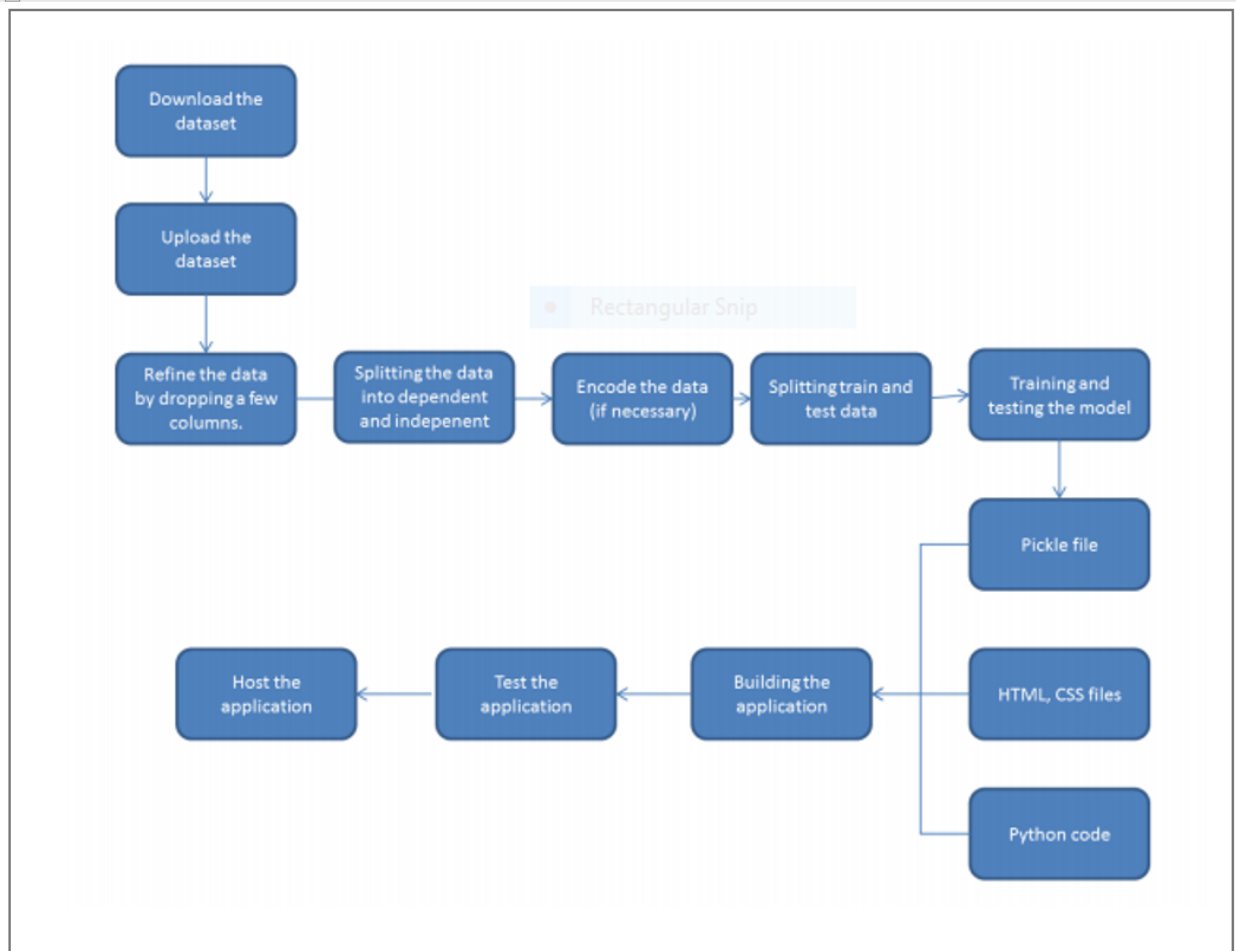 Download the
dataset
Upload the
dataset
Rectangular Snip
Refine the data
by dropping a few
columns.
Splitting the data
into dependent
and indepenent
Encode the data
(if necessary)
Splitting train and
test data
Training and
testing the model
Pickle file
Host the
application
Test the
application
Building the
application
HTML, CSS files
Python code